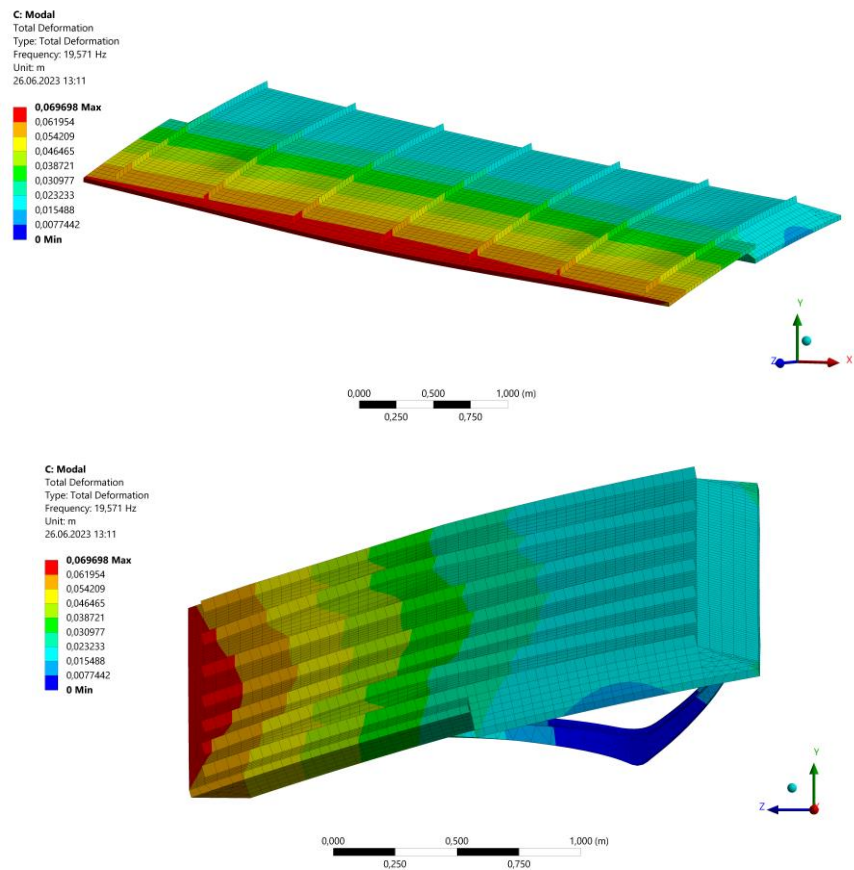 C: Modal
Total Deformation
Type: Total Deformation
Frequency: 19,571 Hz
Unit: m
26.06.2023 13:11
0,069698 Max
0,061954
0,054209
0,046465
0,038721
0,030977
0,023233
0,015488
0,0077442
0 Min
Y
Z X
0,000 0,500 1,000 (m)
0,250 0,750
C: Modal
Total Deformation
Type: Total Deformation
Frequency: 19,571 Hz
Unit: m
26.06.2023 13:11
0,069698 Max
0,061954
0,054209
0,046465
0,038721
0,030977
0,023233
0,015488
0,0077442
0 Min
Y
Z
0,000 0,500 1,000 (m)
0,250 0,750